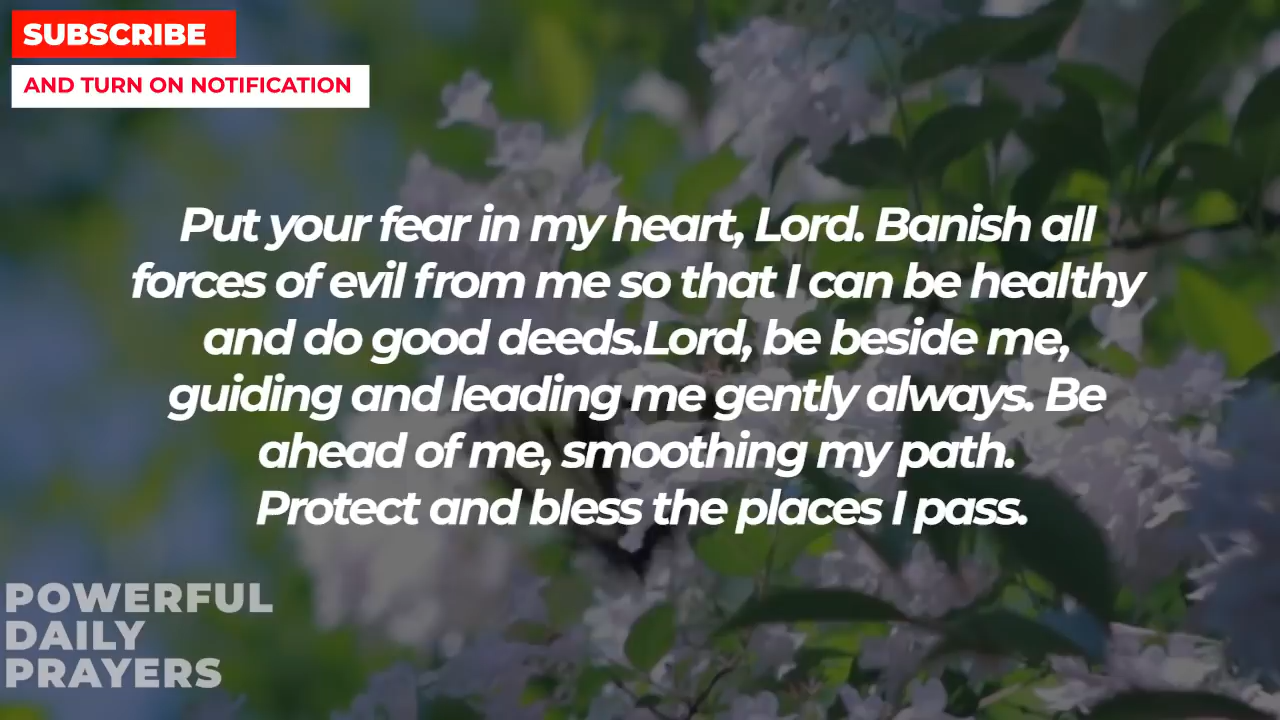 SUBSCRIBE
AND TURN ON NOTIFICATION
Put your fear in my heart, Lord. Banish all
forces of evil from me so that I can be healthy
and do good deeds.Lord, be beside me,
guiding and leading me gently always. Be
ahead of me, smoothing my path.
Protect and bless the places I pass.
POWERFUL
DAILY
PRAYERS